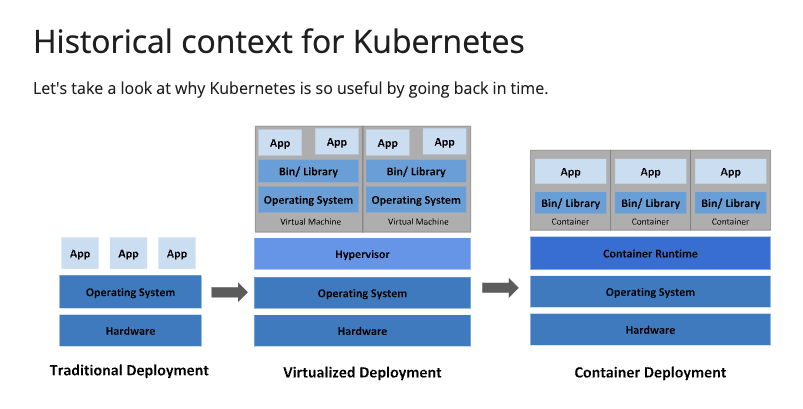 Historical context for Kubernetes
Let's take a look at why Kubernetes is so useful by going back in time.
App
App
App
Operating System
Hardware
Traditional Deployment
App
App
Bin/ Library
Operating System
Virtual Machine
App
App
Bin/ Library
Operating System
Virtual Machine
Hypervisor
Operating System
Hardware
Virtualized Deployment
App
Bin/ Library
Container
App
Bin/ Library
Container
App
Bin/ Library
Container
Container Runtime
Operating System
Hardware
Container Deployment